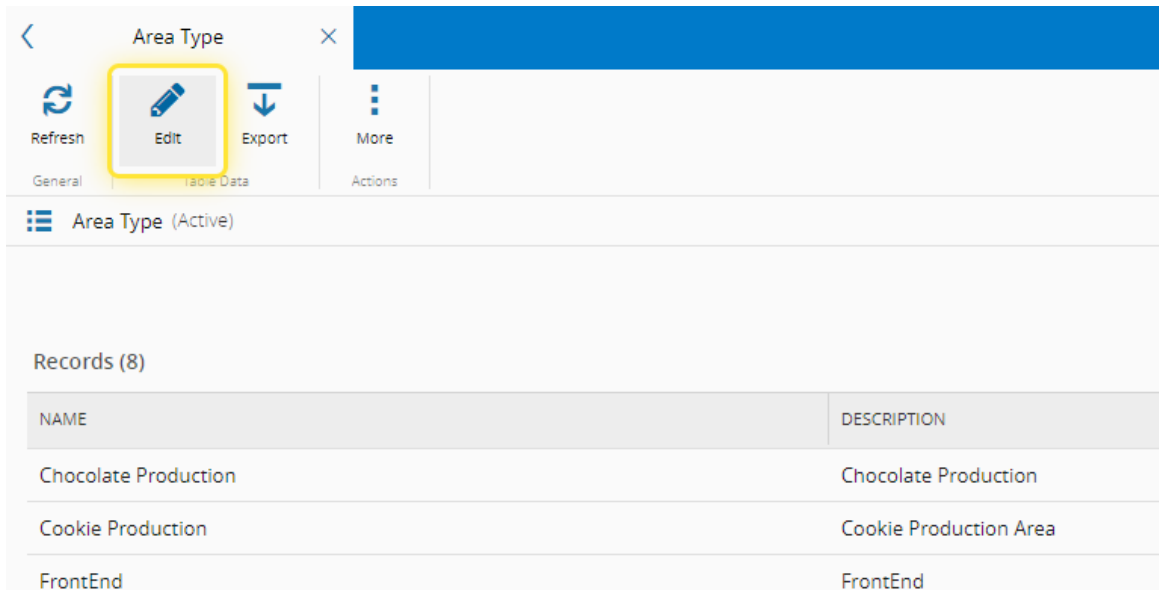 Area Type
Refresh Edit Export More
General Table Data Actions
Area Type (Active)
Records (8)
NAME DESCRIPTION
Chocolate Production Chocolate Production
Cookie Production Cookie Production Area
FrontEnd FrontEnd